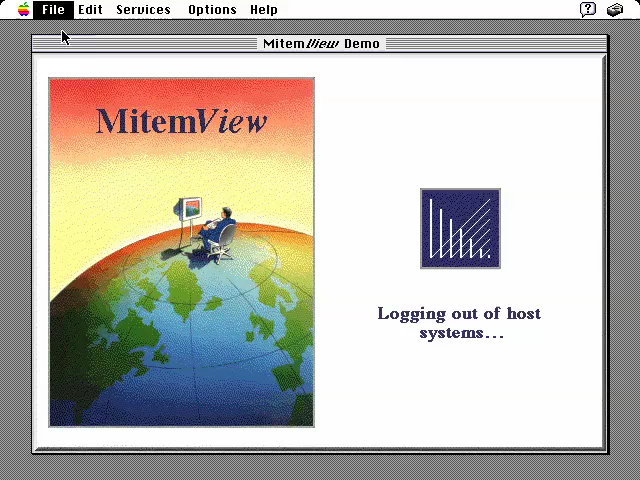 File Edit Services Options Help
MitemView Demo
MitemView
Logging out of host
systems...